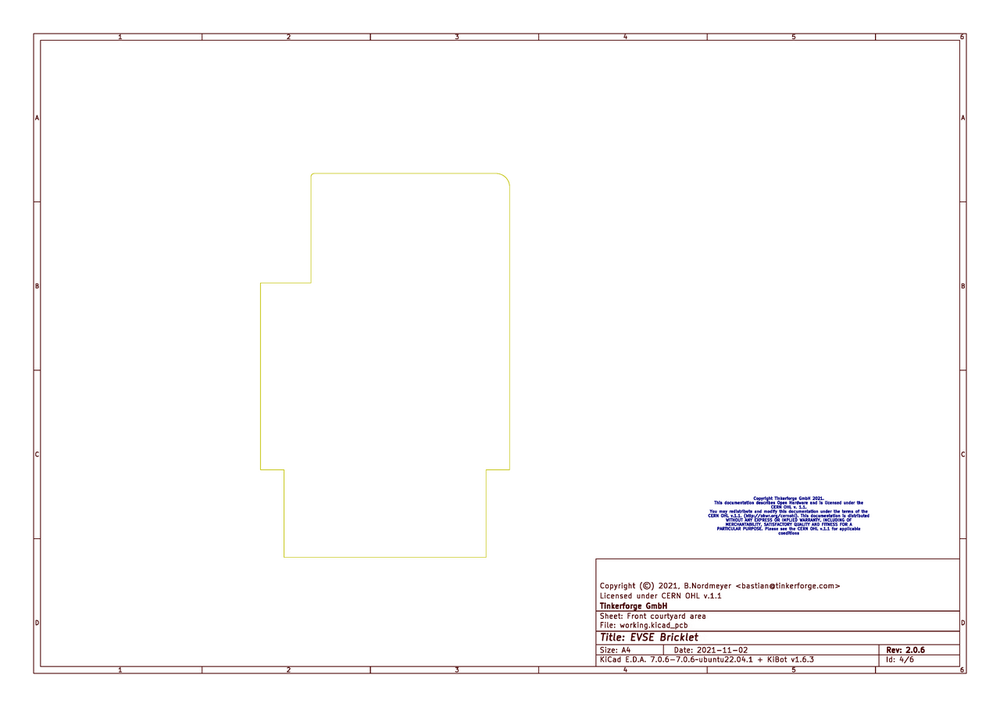 1 2 3 4 5 6
A A
B B
C C
Copyright Tinkerforge GmbH 2021.
This documentation describes Open Hardware and is licensed under the
CERN OHL v. 1.1.
You may redistribute and modify this documentation under the terms of the
CERN OHL v.1.1. (http://ohwr.org/cernohl). This documentation is distributed
WITHOUT ANY EXPRESS OR IMPLIED WARRANTY, INCLUDING OF
MERCHANTABILITY, SATISFACTORY QUALITY AND FITNESS FOR A
PARTICULAR PURPOSE. Please see the CERN OHL v.1.1 for applicable
conditions
Copyright (©) 2021, B.Nordmeyer <bastian@tinkerforge.com>
Licensed under CERN OHL v.1.1
Tinkerforge GmbH
Sheet: Front courtyard area
D D
File: working.kicad_pcb
Title: EVSE Bricklet
Size: A4 Date: 2021-11-02 Rev: 2.0.6
KiCad E.D.A. 7.0.6-7.0.6~ubuntu22.04.1 + KiBot v1.6.3 Id: 4/6
1 2 3 4 5 6